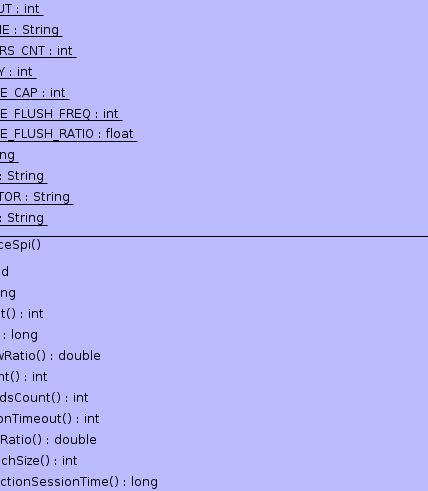 UT : int
ME : String
RS_CNT : int
Y : int
E_CAP : int
E_FLUSH_FREQ : int
E_FLUSH_RATIO : float
ng
: String
TOR : String
: String
ceSpi()
d
ng
t() : int
: long
wRatio() : double
nt() : int
dsCount() : int
onTimeout() : int
Ratio() : double
chSize() : int
ctionSessionTime() : long